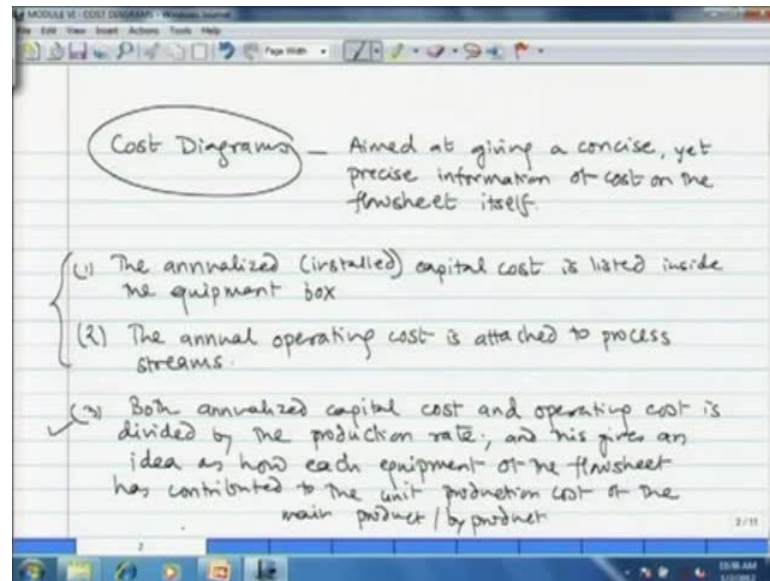 MODULE VI - COST DIAGRAMS - Windows Journal
File Edit View Insert Actions Tools Help
Page Width
Cost Diagrams — Aimed at giving a concise, yet
precise information of cost on the
flowsheet itself.
(1) The annualized (installed) capital cost is listed inside
the equipment box
(2) The annual operating cost is attached to process
streams.
(3) Both annualized capital cost and operating cost is
divided by the production rate, and this gives an
idea as how each equipment of the flowsheet
has contributed to the unit production cost of the
main product / by product
2/11
2